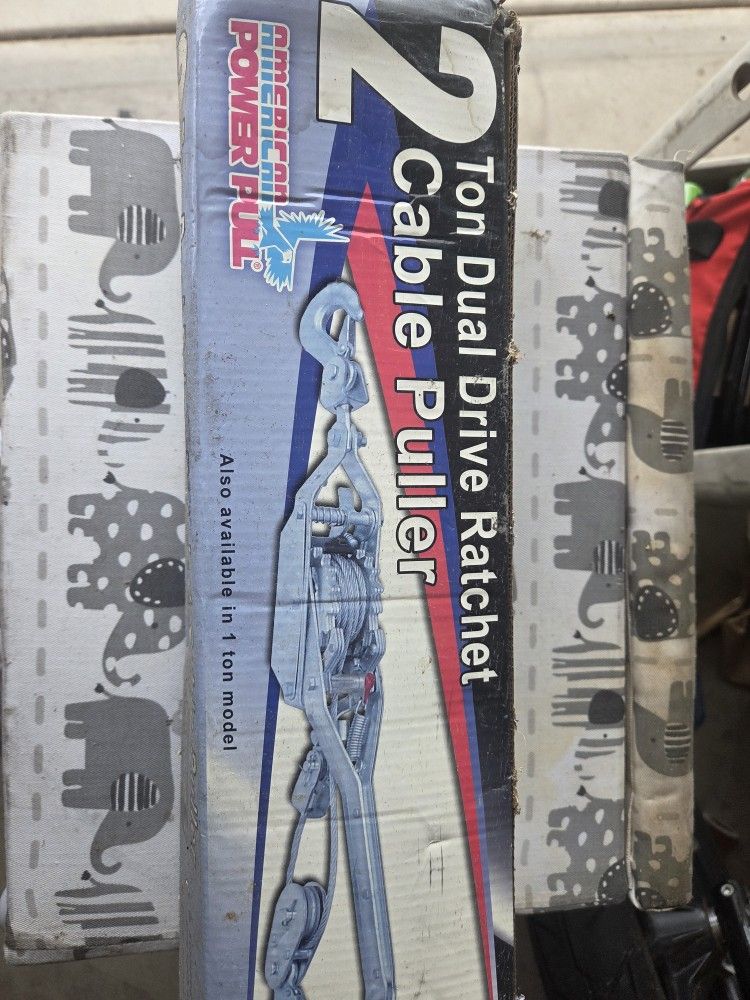 2
Ton Dual Drive Ratchet
Cable Puller
AMERICAN
POWER PULL®
Also available in 1 ton model